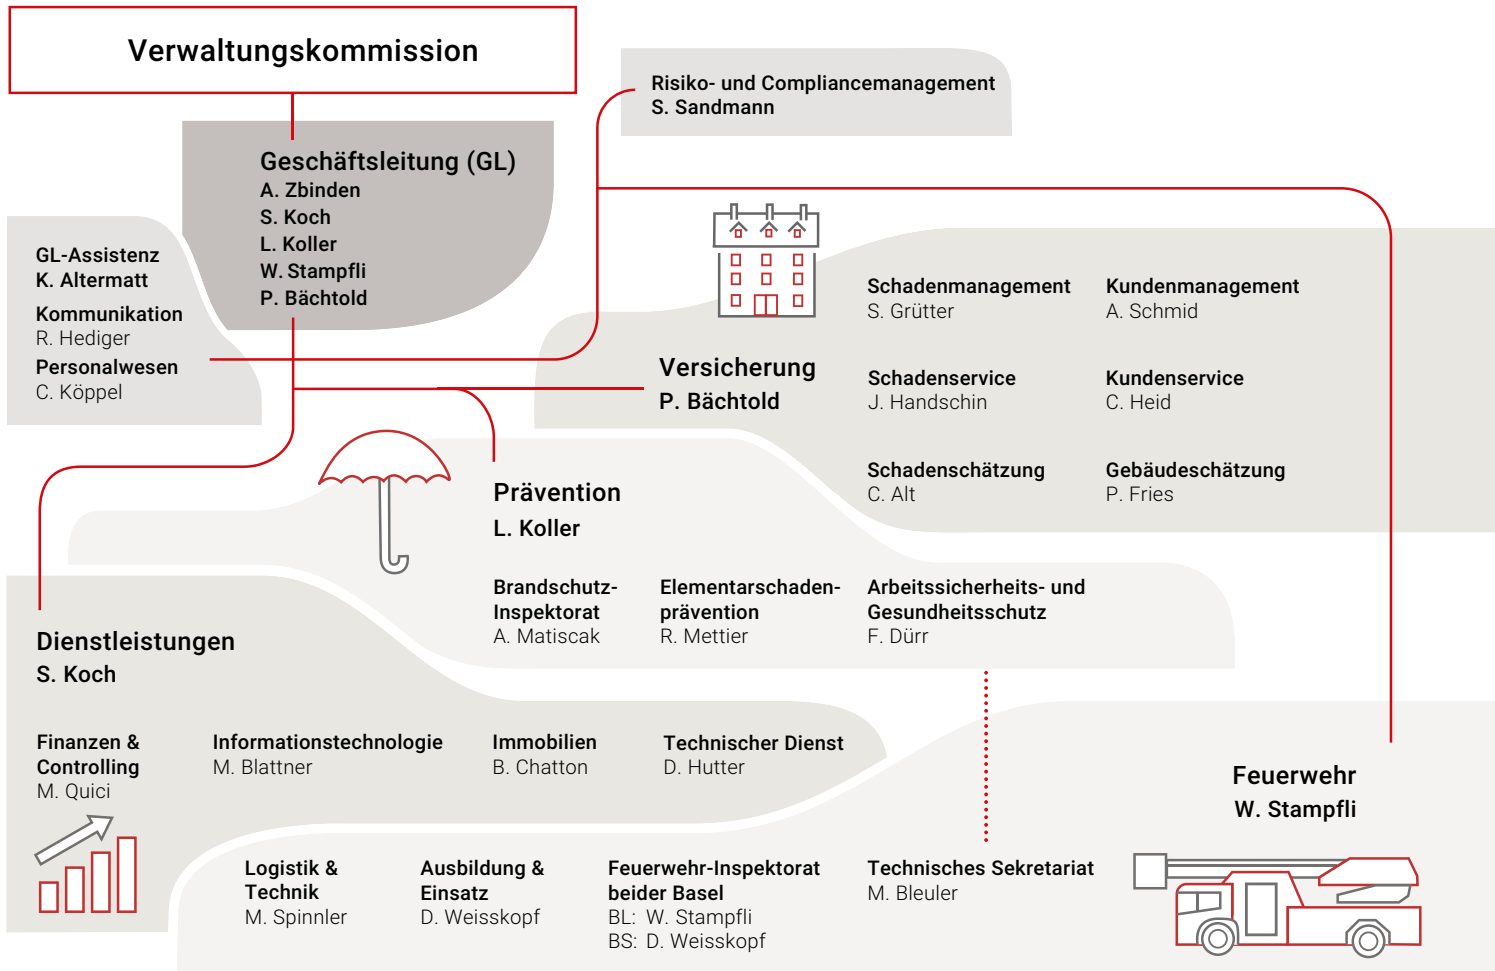 Verwaltungskommission
Risiko- und Compliancemanagement
S. Sandmann
Geschäftsleitung (GL)
A. Zbinden
S. Koch
L. Koller
W. Stampfli
P. Bächtold
GL-Assistenz
K. Altermatt
Kommunikation
R. Hediger
Personalwesen
C. Köppel
Versicherung
P. Bächtold
Schadenmanagement
S. Grütter
Kundenmanagement
A. Schmid
Schadenservice
J. Handschin
Kundenservice
C. Heid
Schadenschätzung
C. Alt
Gebäudeschätzung
P. Fries
Prävention
L. Koller
Brandschutz-
Inspektorat
A. Matiscak
Elementarschaden-
prävention
R. Mettier
Arbeitssicherheits- und
Gesundheitsschutz
F. Dürr
Dienstleistungen
S. Koch
Finanzen &
Controlling
M. Quici
Informationstechnologie
M. Blattner
Immobilien
B. Chatton
Technischer Dienst
D. Hutter
Feuerwehr
W. Stampfli
Logistik &
Technik
M. Spinnler
Ausbildung &
Einsatz
D. Weisskopf
Feuerwehr-Inspektorat
beider Basel
BL: W. Stampfli
BS: D. Weisskopf
Technisches Sekretariat
M. Bleuler